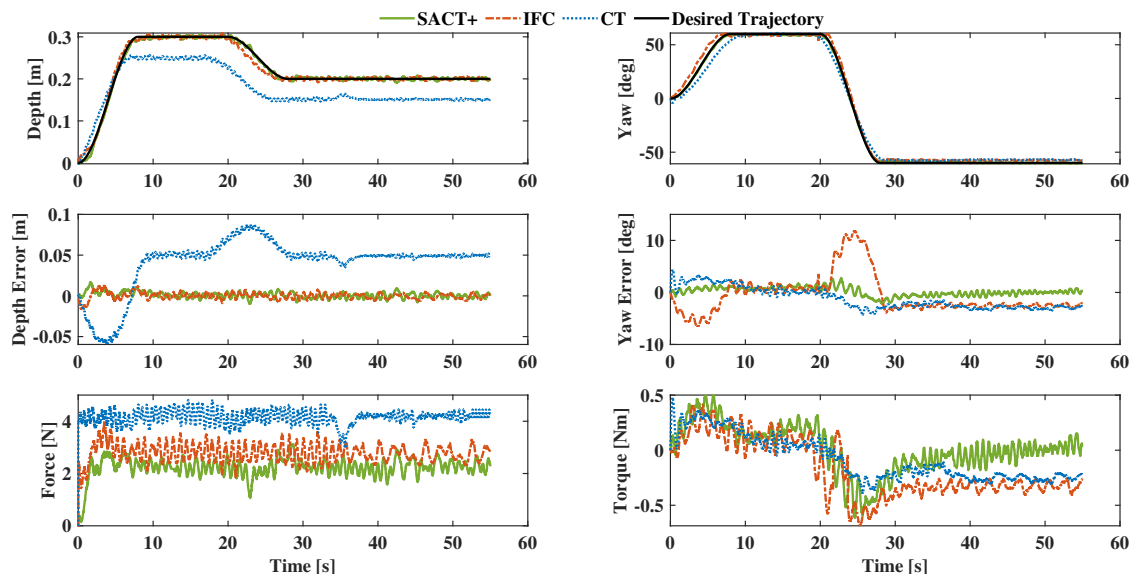 SACT+ IFC CT Desired Trajectory
Depth [m]
0.3
0.2
0.1
0
0 10 20 30 40 50 60
Yaw [deg]
50
0
-50
0 10 20 30 40 50 60
Depth Error [m]
0.1
0.05
0
-0.05
0 10 20 30 40 50 60
Yaw Error [deg]
10
0
-10
0 10 20 30 40 50 60
Force [N]
4
2
0
0 10 20 30 40 50 60
Time [s]
Torque [Nm]
0.5
0
-0.5
0 10 20 30 40 50 60
Time [s]